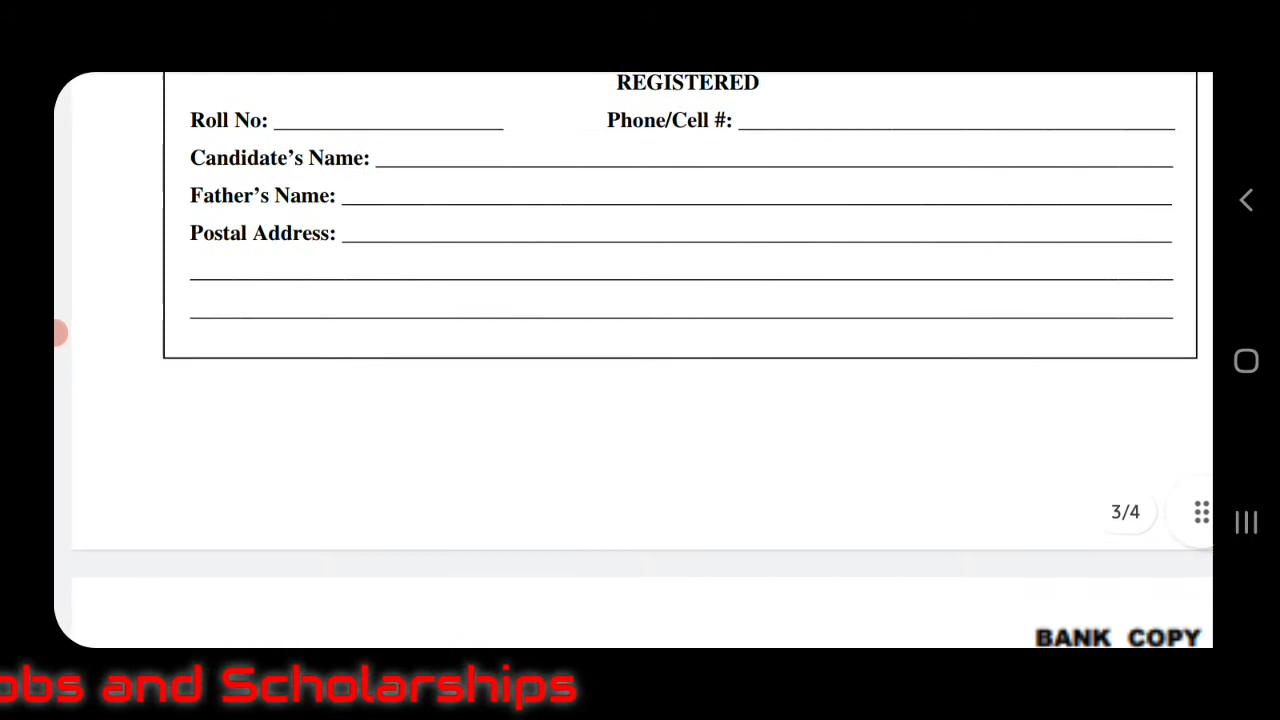 REGISTERED
Roll No: Phone/Cell #:
Candidate's Name:
Father's Name:
Postal Address:
3/4
BANK COPY
obs and Scholarships